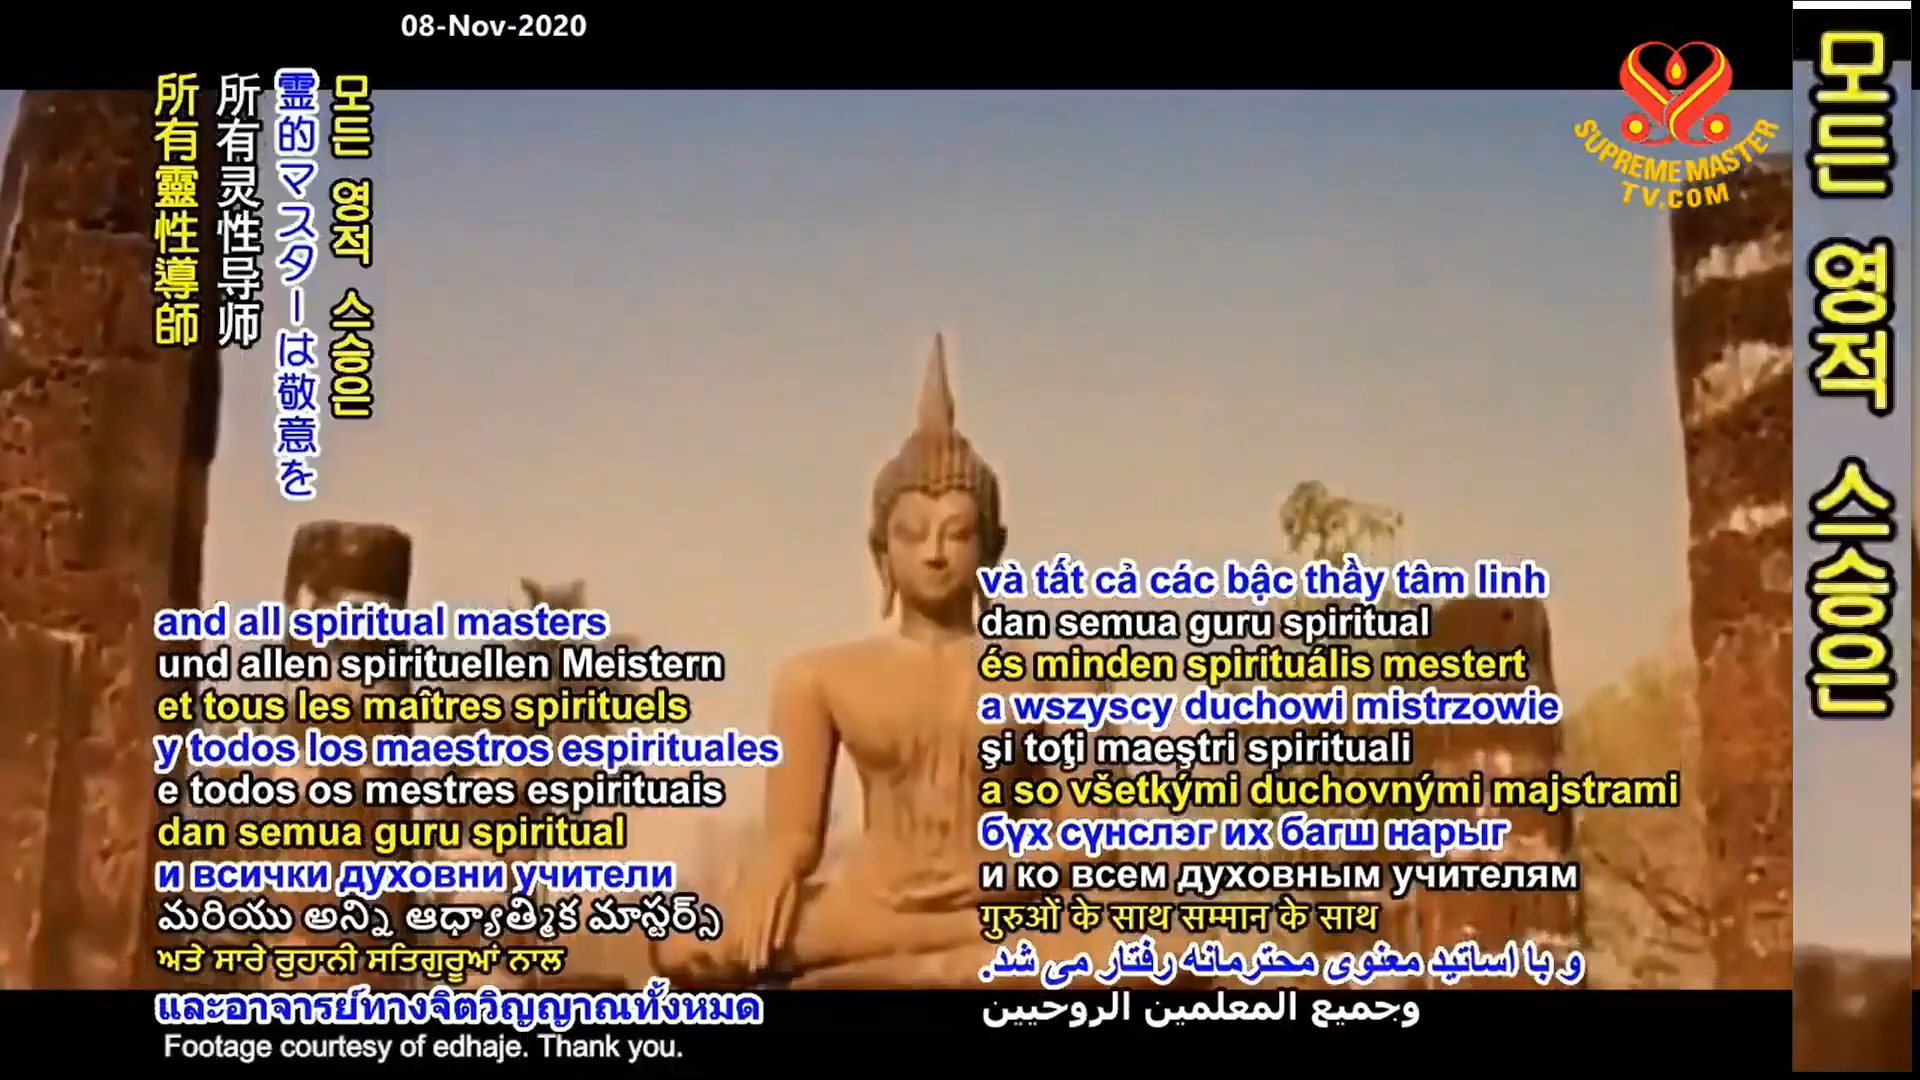 08-Nov-2020
SUPREME MASTER
TV.COM
모든 영적 스승은
霊的マスターは敬意を
所有灵性导师
所有靈性導師
and all spiritual masters
und allen spirituellen Meistern
et tous les maîtres spirituels
y todos los maestros espirituales
e todos os mestres espirituais
dan semua guru spiritual
и всички духовни учители
మరియు అన్ని ఆధ్యాత్మిక మాస్టర్స్
ਅਤੇ ਸਾਰੇ ਰੁਹਾਨੀ ਸਤਿਗੁਰੂਆਂ ਨਾਲ
และอาจารย์ทางจิตวิญญาณทั้งหมด
Footage courtesy of edhaje. Thank you.
và tất cả các bậc thầy tâm linh
dan semua guru spiritual
és minden spirituális mestert
a wszyscy duchowi mistrzowie
şi toţi maeştri spirituali
a so všetkými duchovnými majstrami
бүх сүнслэг их багш нарыг
и ко всем духовным учителям
गुरुओं के साथ सम्मान के साथ
و با اساتید معنوی محترمانه رفتار می شد.
وجميع المعلمين الروحيين
모든 영적 스승은